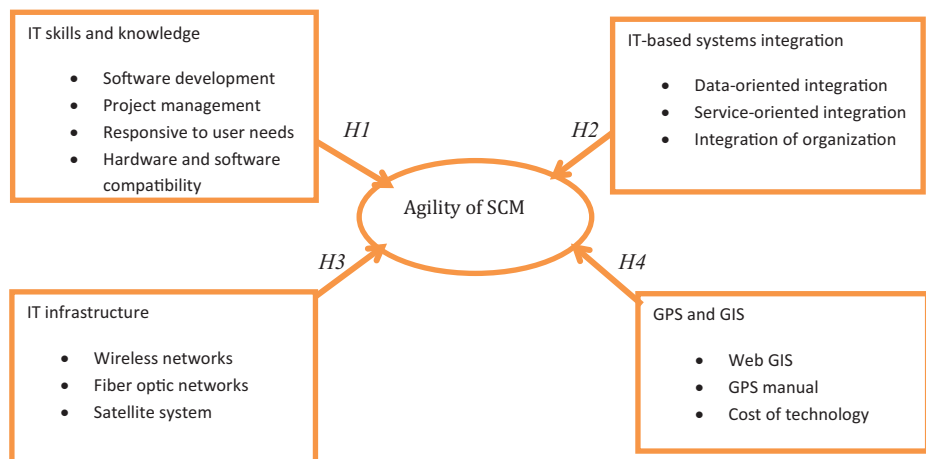 IT skills and knowledge
• Software development
• Project management
• Responsive to user needs
• Hardware and software
compatibility
IT-based systems integration
• Data-oriented integration
• Service-oriented integration
• Integration of organization
H1
H2
Agility of SCM
H3
H4
IT infrastructure
• Wireless networks
• Fiber optic networks
• Satellite system
GPS and GIS
• Web GIS
• GPS manual
• Cost of technology